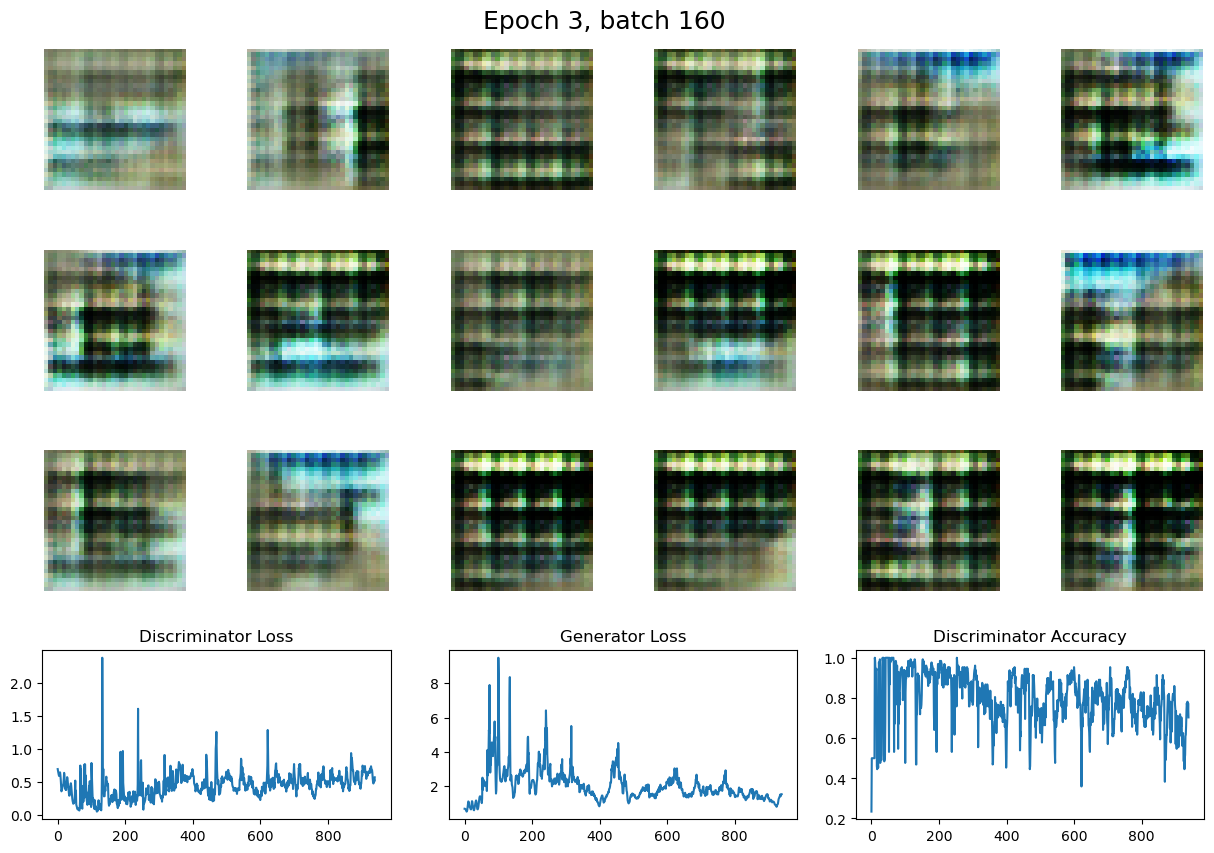 Epoch 3, batch 160
Discriminator Loss
Generator Loss
Discriminator Accuracy
2.0
1.5
1.0
0.5
0.0
0 200 400 600 800
8
6
4
2
0 200 400 600 800
1.0
0.8
0.6
0.4
0.2
0 200 400 600 800